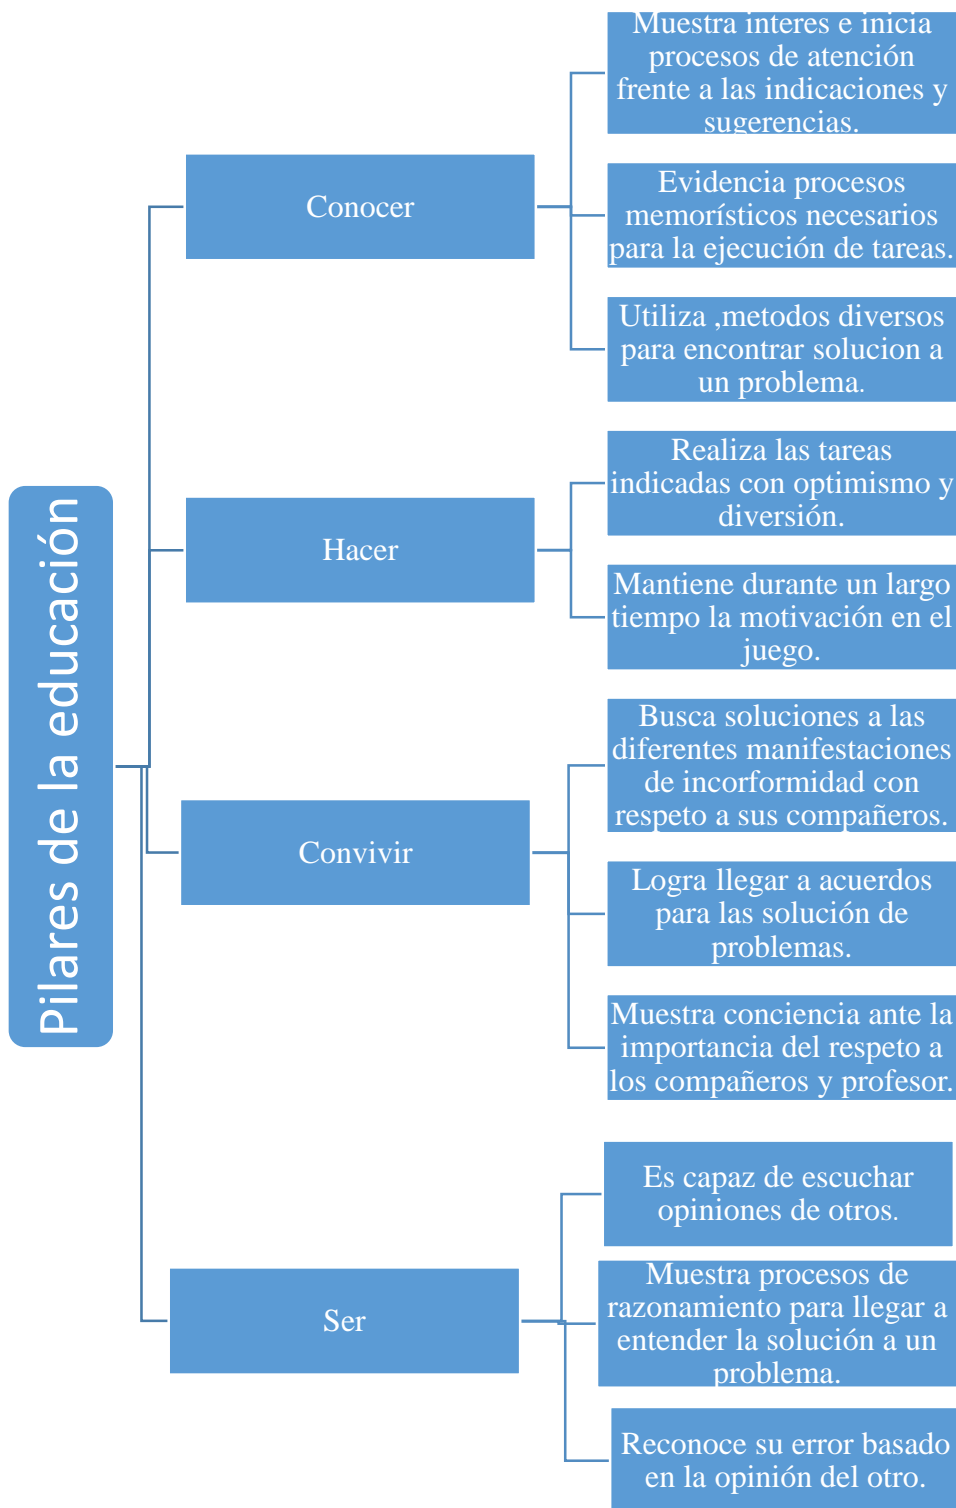 Pilares de la educación
Conocer
Muestra interes e inicia
procesos de atención
frente a las indicaciones y
sugerencias.
Evidencia procesos
memorísticos necesarios
para la ejecución de tareas.
Utiliza ,metodos diversos
para encontrar solucion a
un problema.
Hacer
Realiza las tareas
indicadas con optimismo y
diversión.
Mantiene durante un largo
tiempo la motivación en el
juego.
Convivir
Busca soluciones a las
diferentes manifestaciones
de incorformidad con
respeto a sus compañeros.
Logra llegar a acuerdos
para las solución de
problemas.
Muestra conciencia ante la
importancia del respeto a
los compañeros y profesor.
Ser
Es capaz de escuchar
opiniones de otros.
Muestra procesos de
razonamiento para llegar a
entender la solución a un
problema.
Reconoce su error basado
en la opinión del otro.